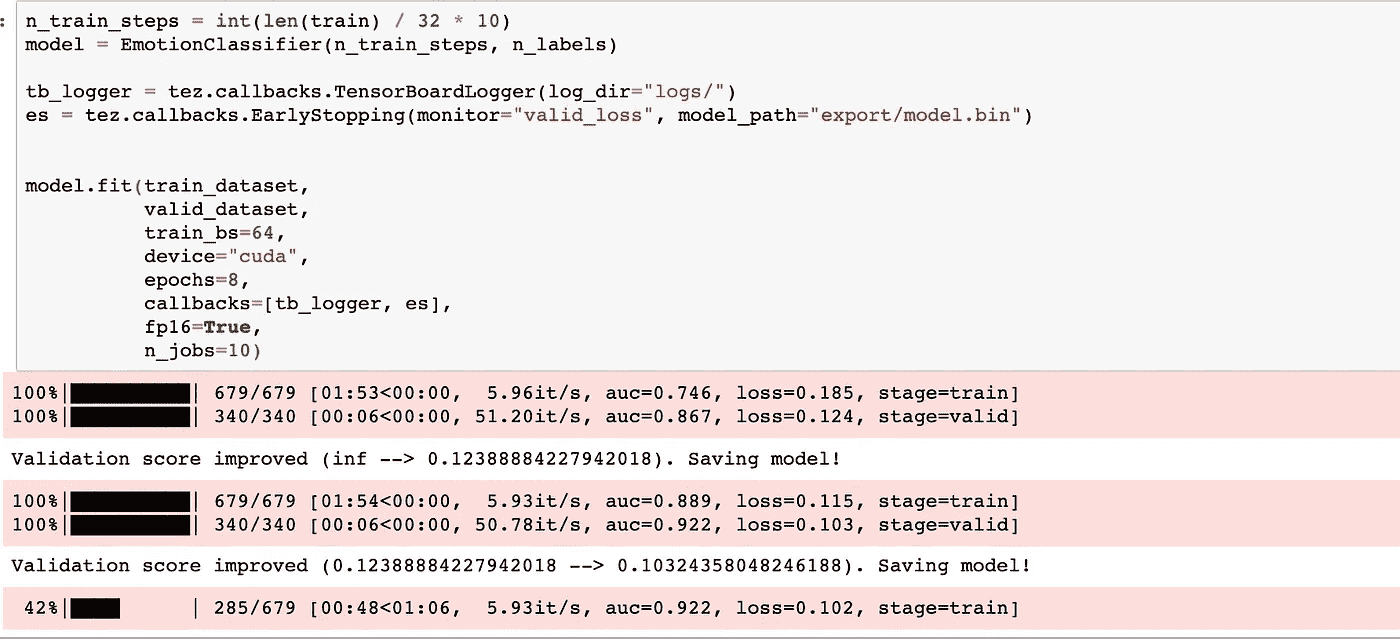 : n_train_steps = int(len(train) / 32 * 10)
model = EmotionClassifier(n_train_steps, n_labels)
tb_logger = tez.callbacks.TensorBoardLogger(log_dir="logs/")
es = tez.callbacks.EarlyStopping(monitor="valid_loss", model_path="export/model.bin")
model.fit(train_dataset,
valid_dataset,
train_bs=64,
device="cuda",
epochs=8,
callbacks=[tb_logger, es],
fp16=True,
n_jobs=10)
100%|██████████| 679/679 [01:53<00:00,  5.96it/s, auc=0.746, loss=0.185, stage=train]
100%|██████████| 340/340 [00:06<00:00, 51.20it/s, auc=0.867, loss=0.124, stage=valid]
Validation score improved (inf --> 0.12388884227942018). Saving model!
100%|██████████| 679/679 [01:54<00:00,  5.93it/s, auc=0.889, loss=0.115, stage=train]
100%|██████████| 340/340 [00:06<00:00, 50.78it/s, auc=0.922, loss=0.103, stage=valid]
Validation score improved (0.12388884227942018 --> 0.10324358048246188). Saving model!
42%|████      | 285/679 [00:48<01:06,  5.93it/s, auc=0.922, loss=0.102, stage=train]